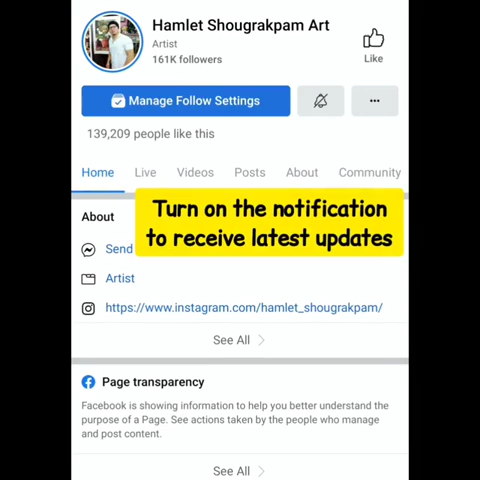 Hamlet Shougrakpam Art
Artist
161K followers
Like
Manage Follow Settings
139,209 people like this
Home Live Videos Posts About Community
About
Turn on the notification
to receive latest updates
Send
Artist
https://www.instagram.com/hamlet_shougrakpam/
See All
Page transparency
Facebook is showing information to help you better understand the
purpose of a Page. See actions taken by the people who manage
and post content.
See All